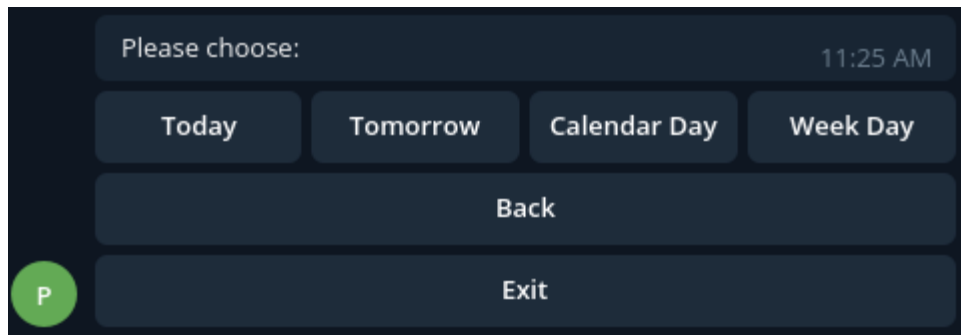 Please choose:
11:25 AM
Today Tomorrow Calendar Day Week Day
Back
P
Exit